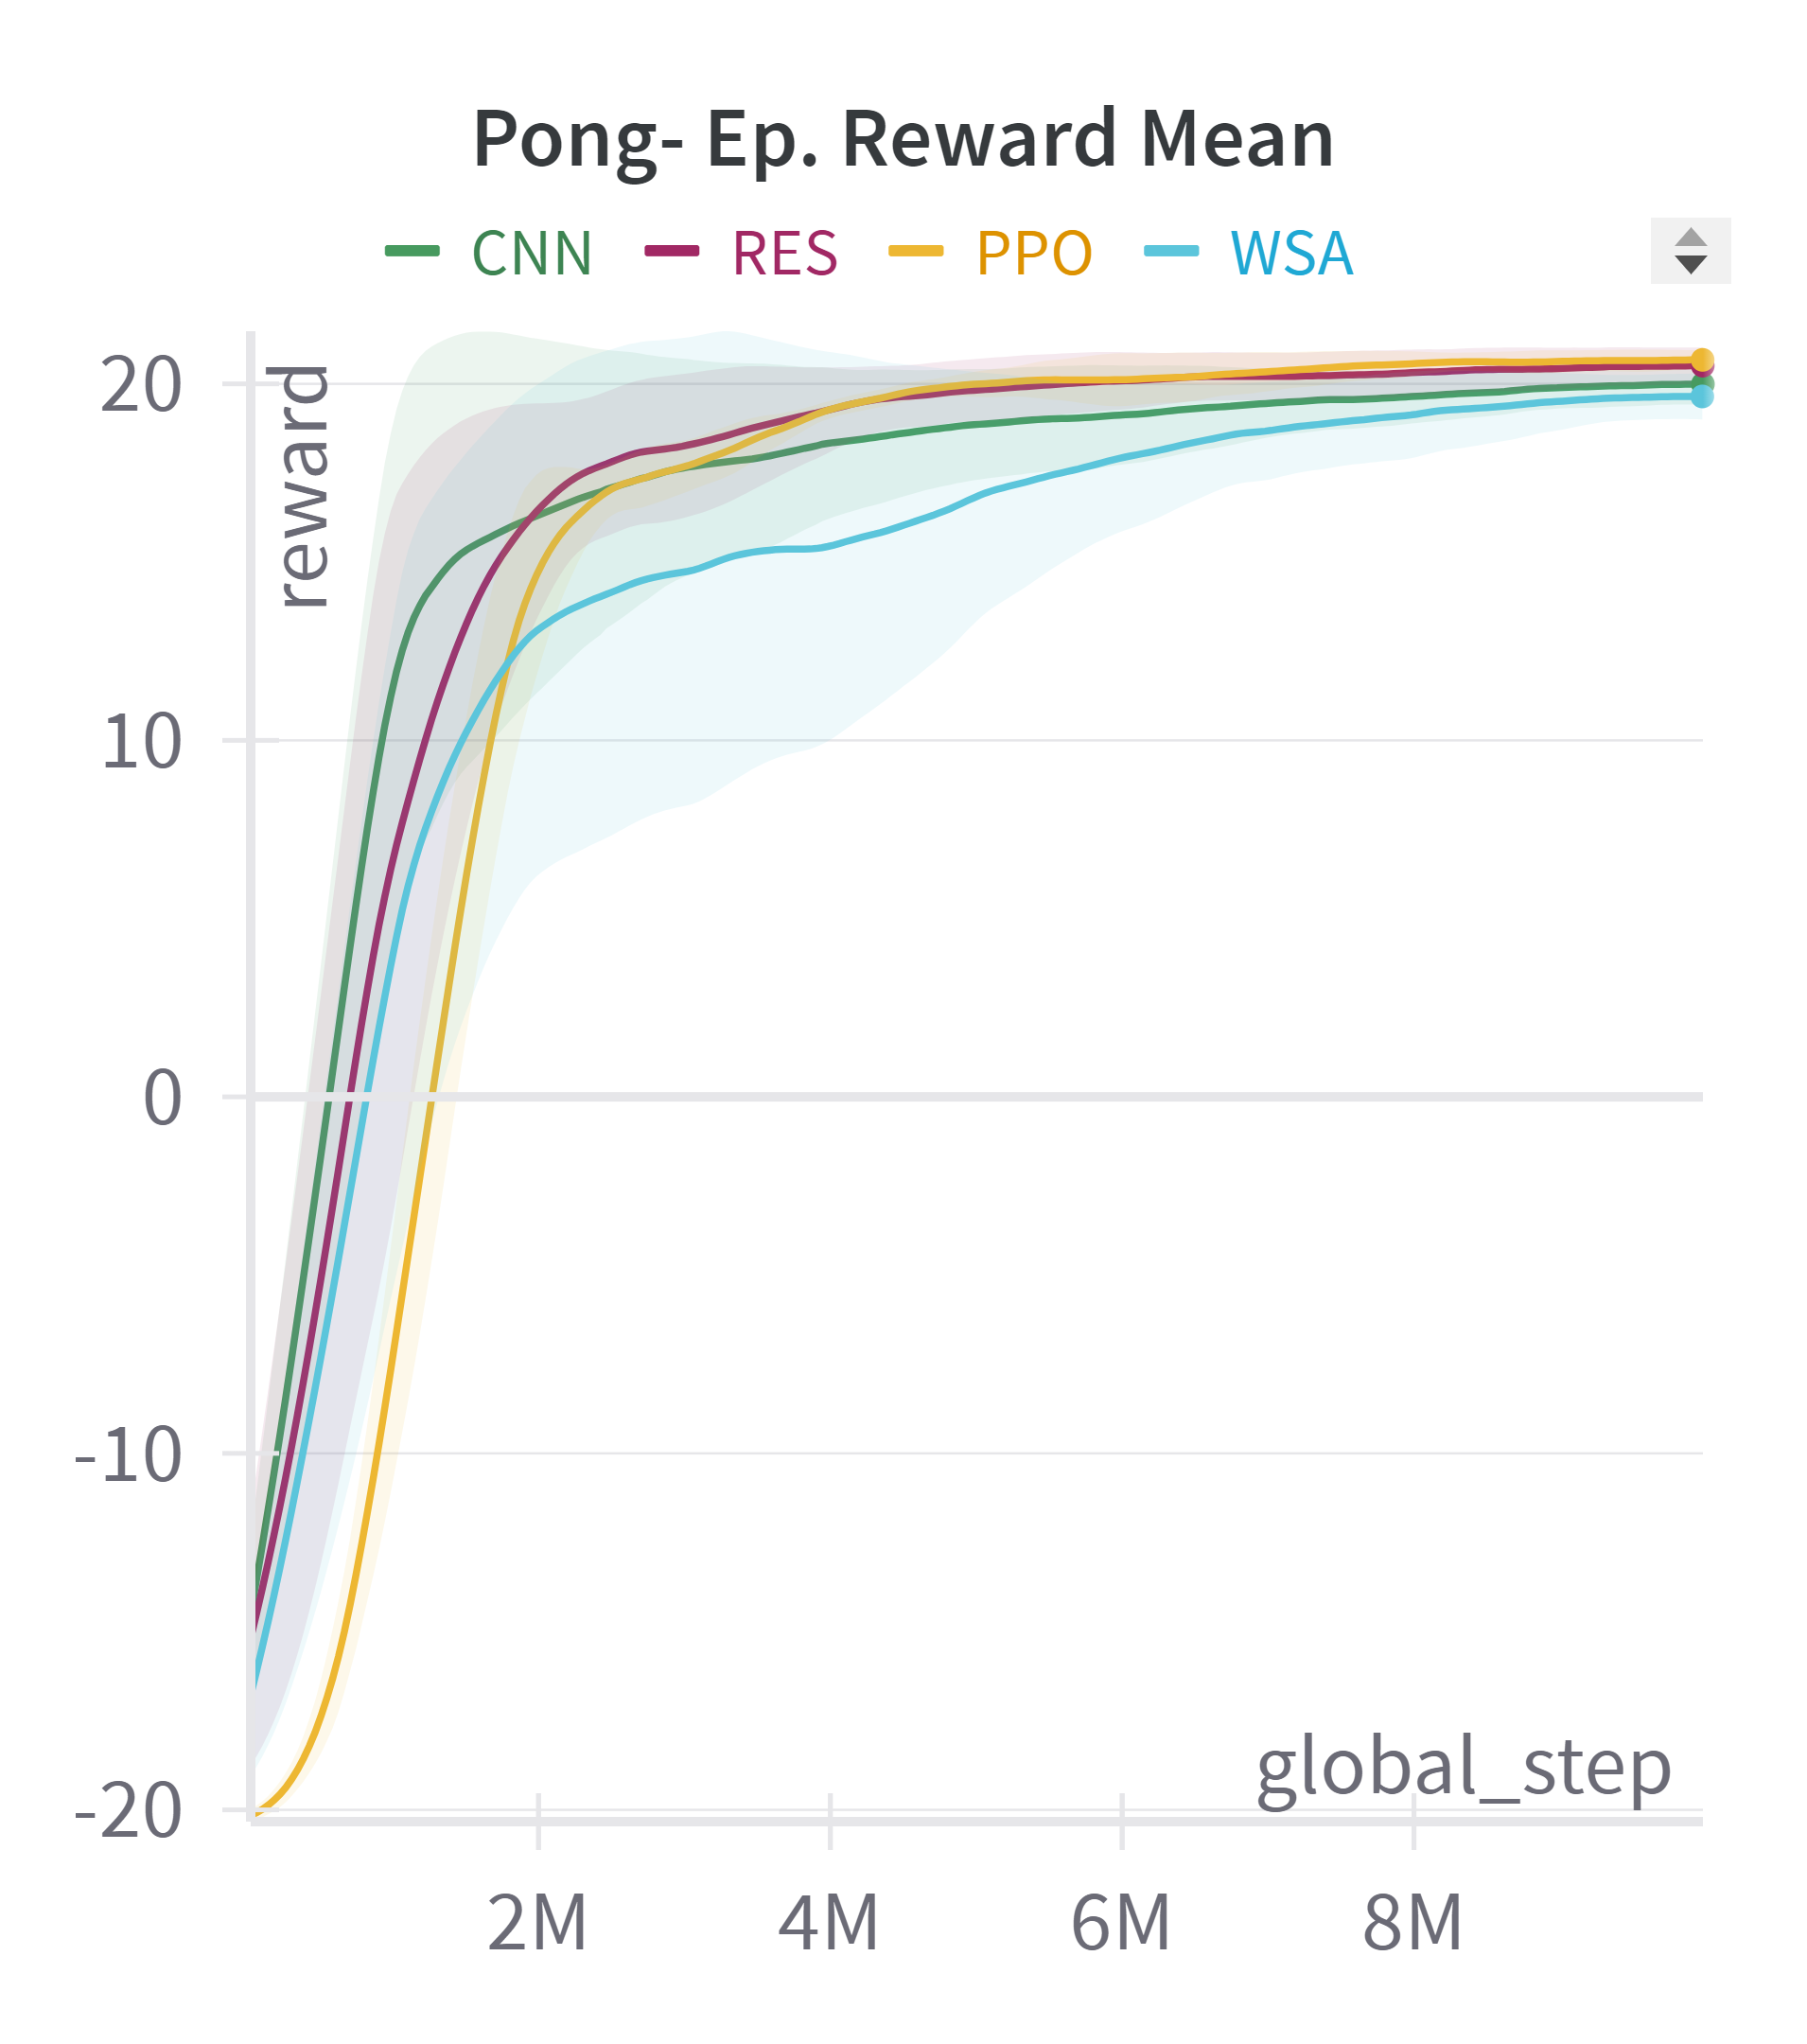 Pong- Ep. Reward Mean
CNN RES PPO WSA
reward
20
10
0
-10
-20
global_step
2M 4M 6M 8M